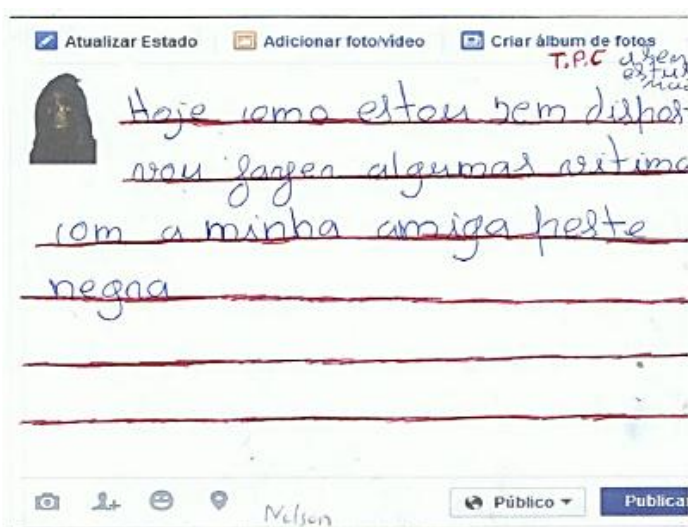 Atualizar Estado Adicionar foto/vídeo Criar álbum de fotos
T.P.C
Hoje como estou bem dispos
vou fazer algumas vitima
com a minha amiga peste
negra
Nelson
Público Publicar